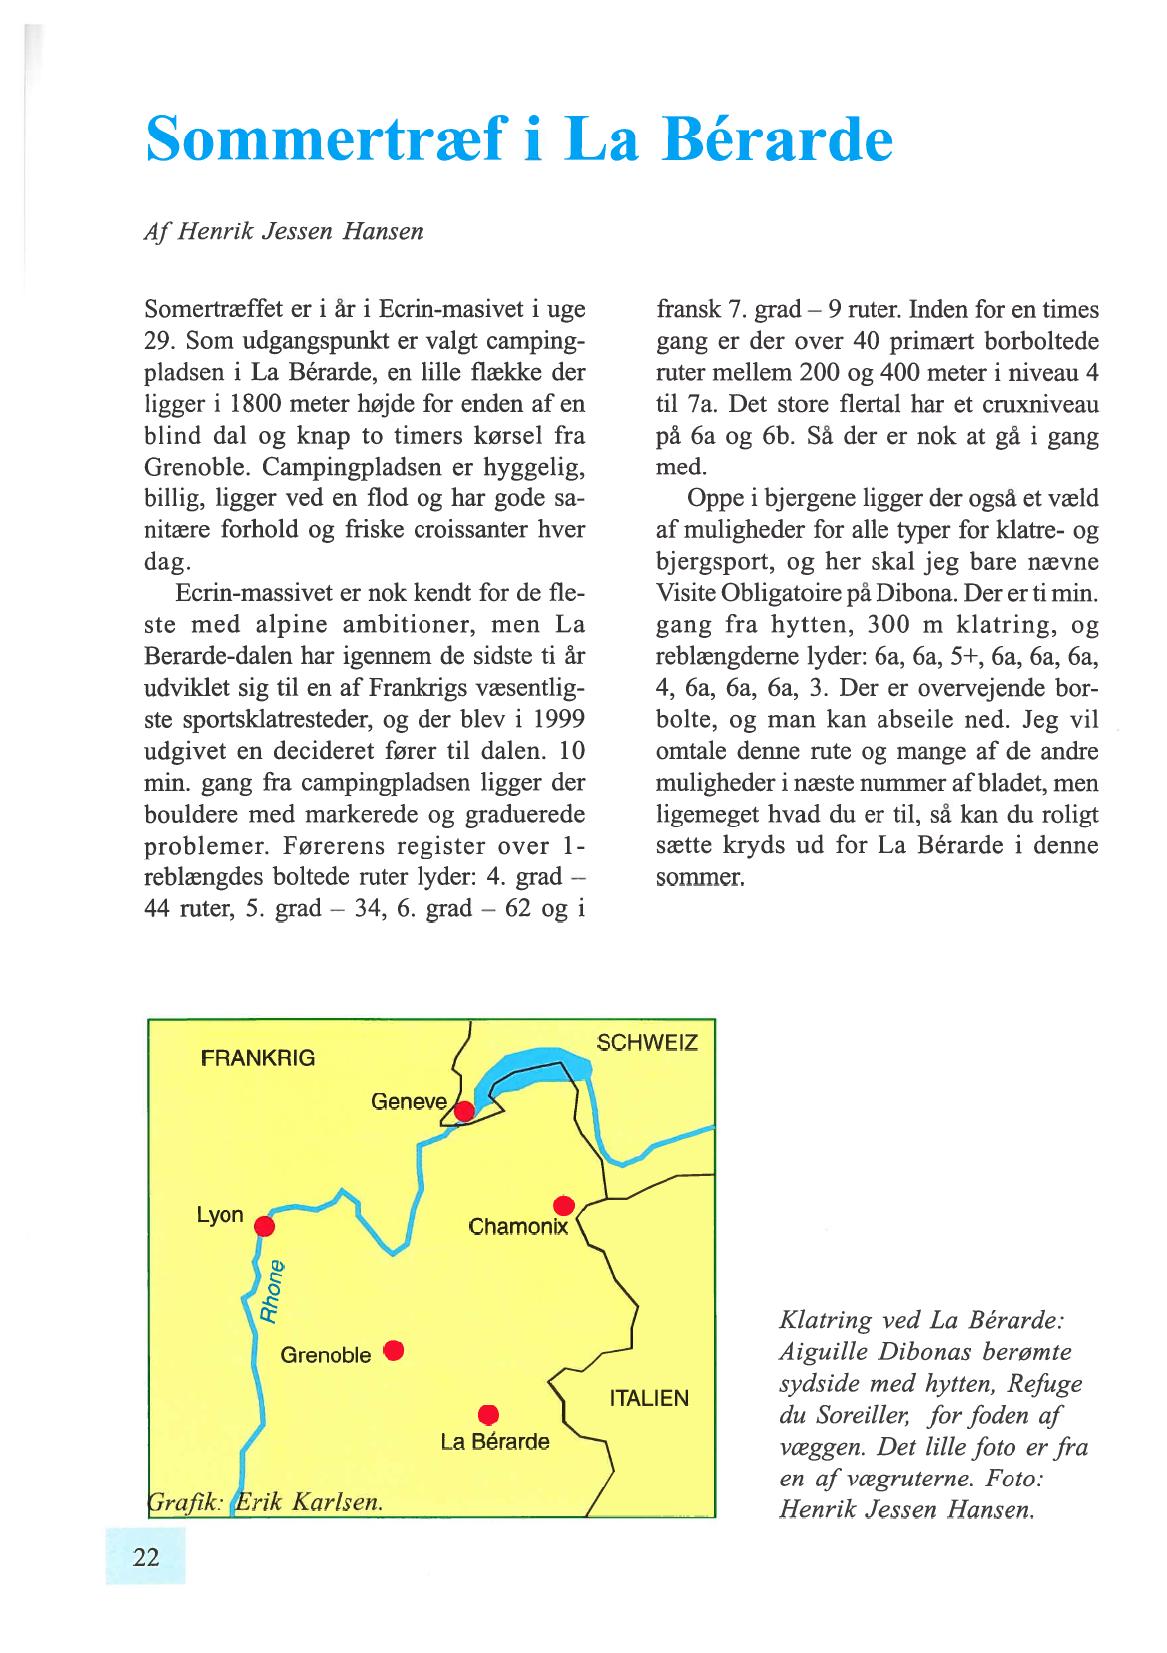 Sommertræf i La Bérarde
Af Henrik Jessen Hansen
Somertræffet er i år i Ecrin-masivet i uge
29. Som udgangspunkt er valgt camping-
pladsen i La Bérarde, en lille flække der
ligger i 1800 meter højde for enden af en
blind dal og knap to timers kørsel fra
Grenoble. Campingpladsen er hyggelig,
billig, ligger ved en flod og har gode sa-
nitære forhold og friske croissanter hver
dag.
Ecrin-massivet er nok kendt for de fle-
ste med alpine ambitioner, men La
Berarde-dalen har igennem de sidste ti år
udviklet sig til en af Frankrigs væsentlig-
ste sportsklatresteder, og der blev i 1999
udgivet en decideret fører til dalen. 10
min. gang fra campingpladsen ligger der
bouldere med markerede og graduerede
problemer. Førerens register over 1-
reblængdes boltede ruter lyder: 4. grad –
44 ruter, 5. grad – 34, 6. grad – 62 og i
fransk 7. grad – 9 ruter. Inden for en times
gang er der over 40 primært borboltede
ruter mellem 200 og 400 meter i niveau 4
til 7a. Det store flertal har et cruxniveau
på 6a og 6b. Så der er nok at gå i gang
med.
Oppe i bjergene ligger der også et væld
af muligheder for alle typer for klatre- og
bjergsport, og her skal jeg bare nævne
Visite Obligatoire på Dibona. Der er ti min.
gang fra hytten, 300 m klatring, og
reblængderne lyder: 6a, 6a, 5+, 6a, 6a, 6a,
4, 6a, 6a, 6a, 3. Der er overvejende bor-
bolte, og man kan abseile ned. Jeg vil
omtale denne rute og mange af de andre
muligheder i næste nummer af bladet, men
ligemeget hvad du er til, så kan du roligt
sætte kryds ud for La Bérarde i denne
sommer.
FRANKRIG
SCHWEIZ
Geneve
Lyon
Chamonix
Rhone
Grenoble
ITALIEN
La Bérarde
Grafik: Erik Karlsen.
Klatring ved La Bérarde:
Aiguille Dibonas berømte
sydside med hytten, Refuge
du Soreiller, for foden af
væggen. Det lille foto er fra
en af vægruterne. Foto:
Henrik Jessen Hansen.
22